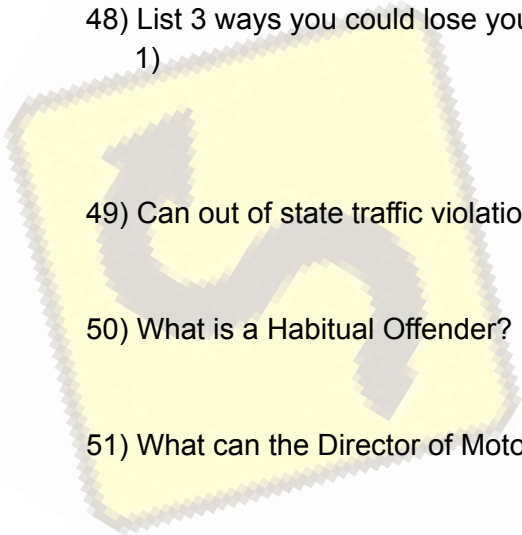 48) List 3 ways you could lose you
1)
49) Can out of state traffic violatio
50) What is a Habitual Offender?
51) What can the Director of Moto